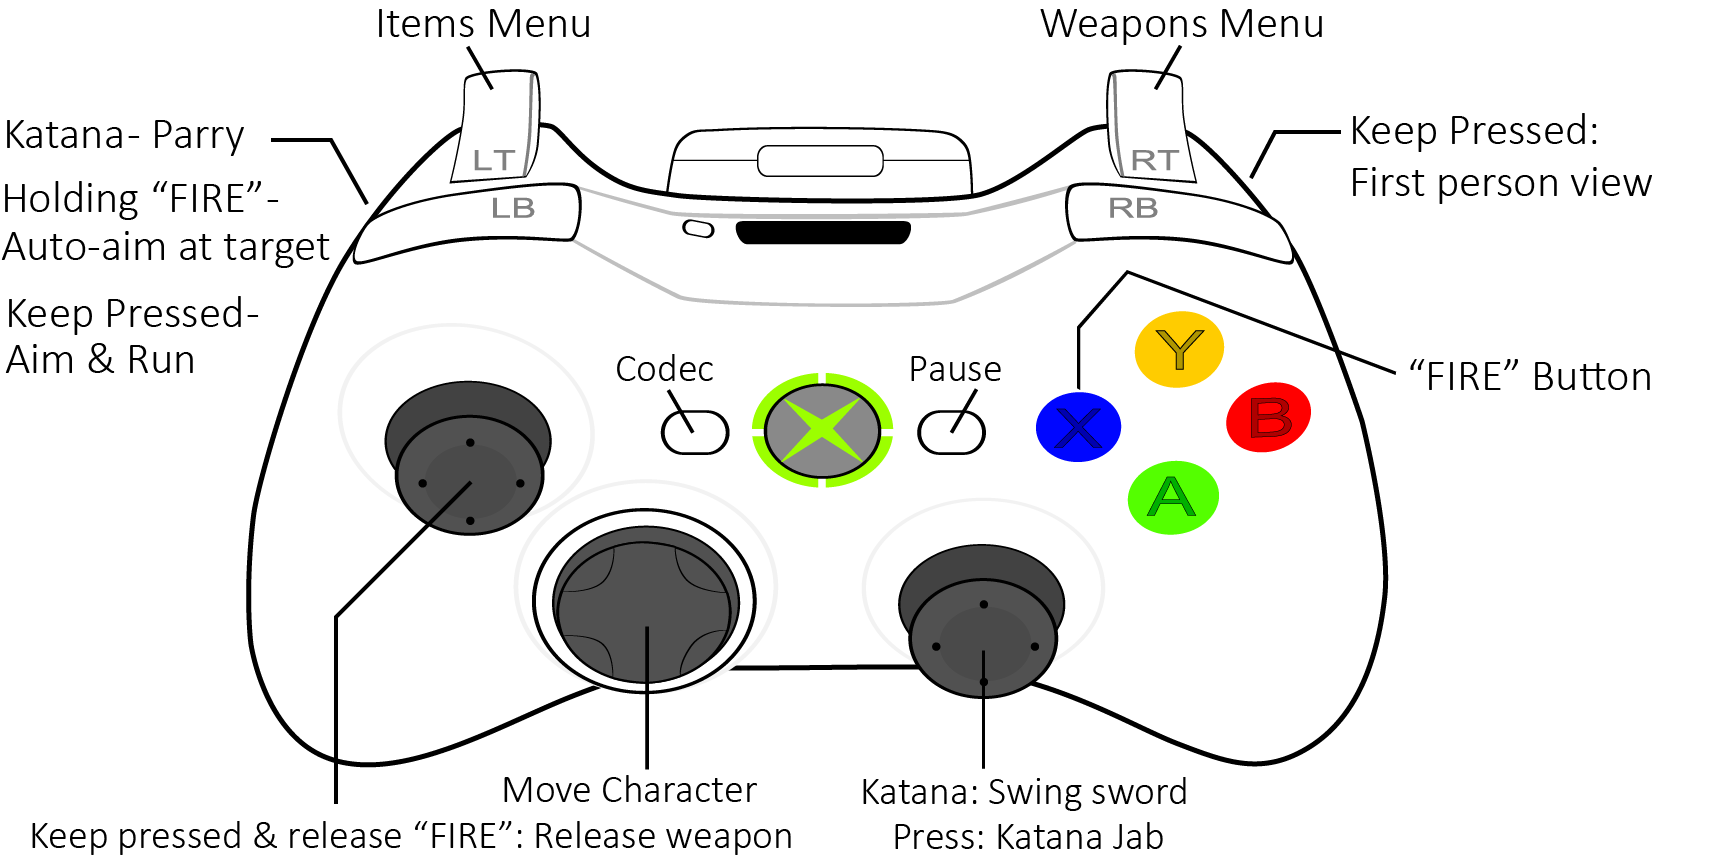 Items Menu
Weapons Menu
Katana- Parry
Keep Pressed:
First person view
LT
RT
Holding “FIRE”-
Auto-aim at target
LB
RB
Keep Pressed-
Aim & Run
Codec
Pause
“FIRE” Button
Y
X
B
A
Move Character
Katana: Swing sword
Keep pressed & release “FIRE”: Release weapon
Press: Katana Jab